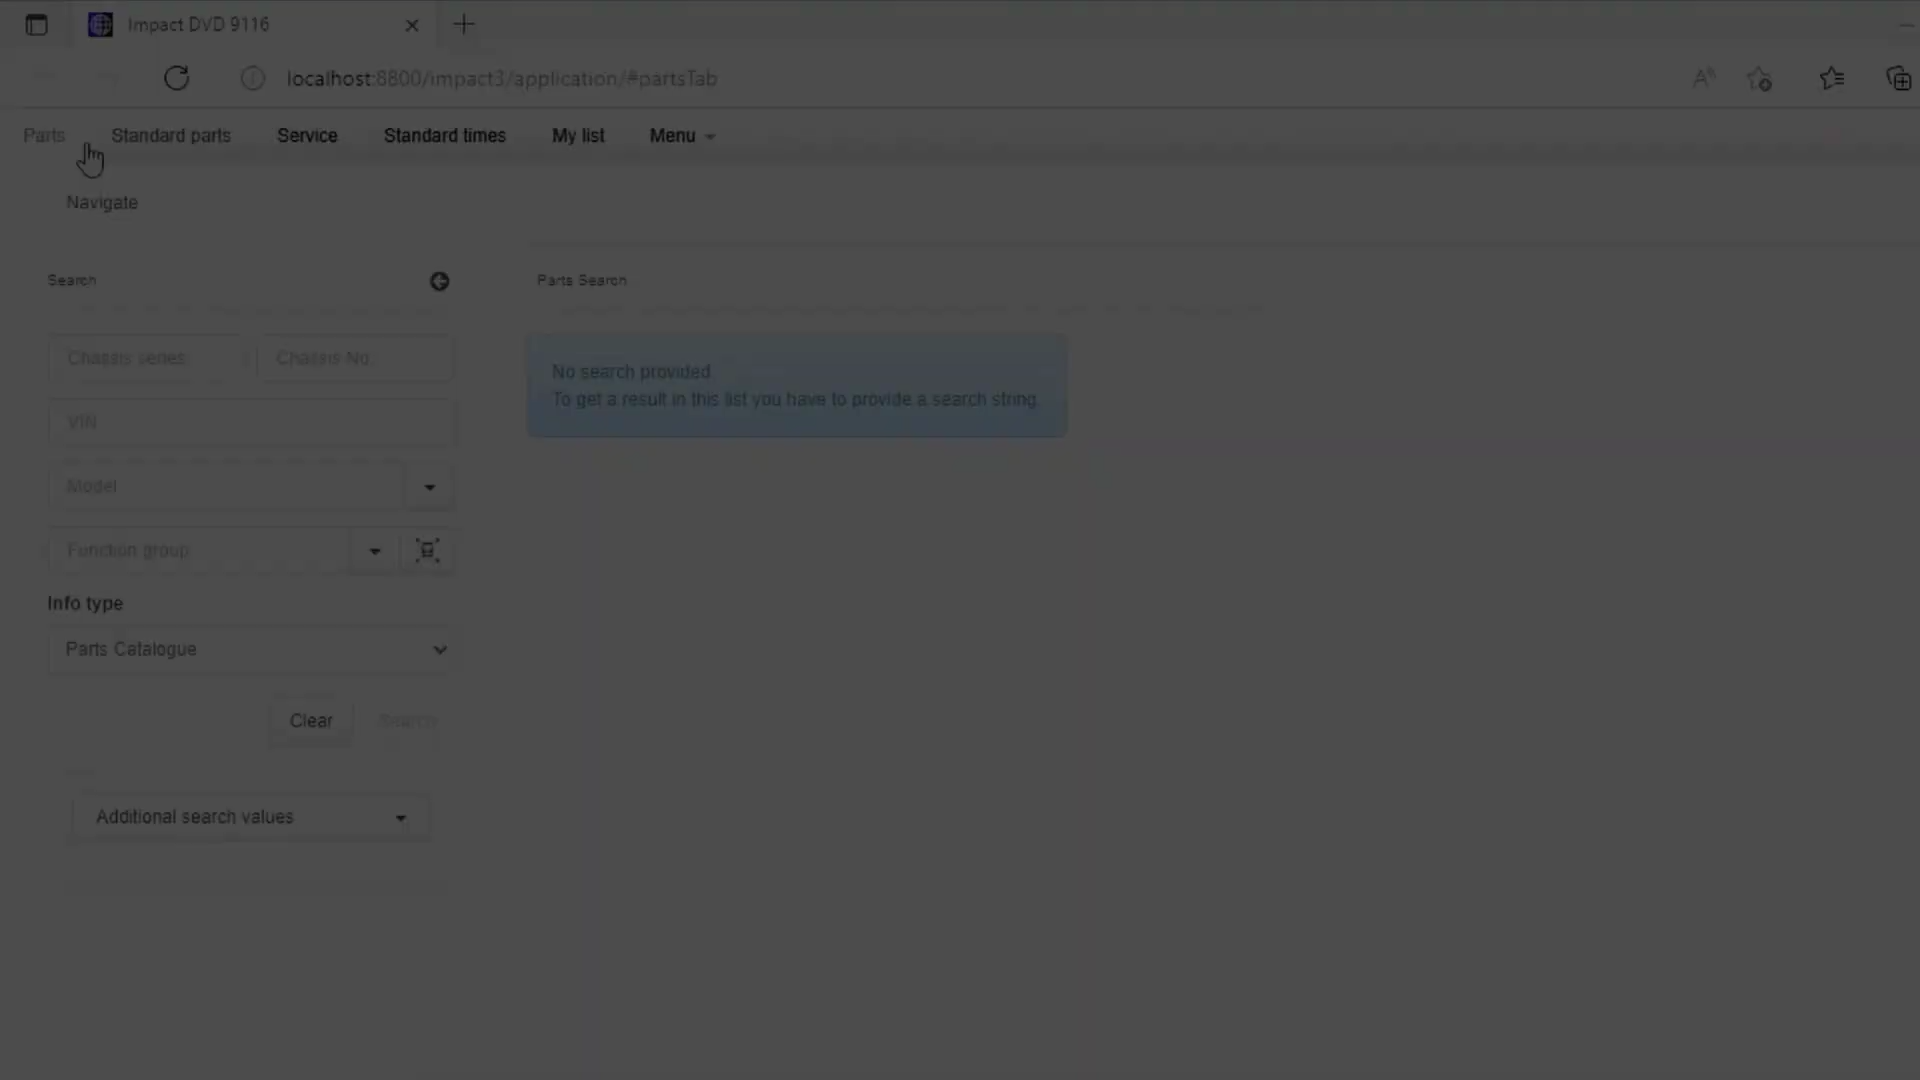 Impact DVD 9116
localhost:8800/impact3/application/#partsTab
Parts Standard parts Service Standard times My list Menu
Navigate
Search
Parts Search
Chassis series Chassis No.
No search provided
To get a result in this list you have to provide a search string.
VIN
Model
Function group
Info type
Parts Catalogue
Clear Search
Additional search values